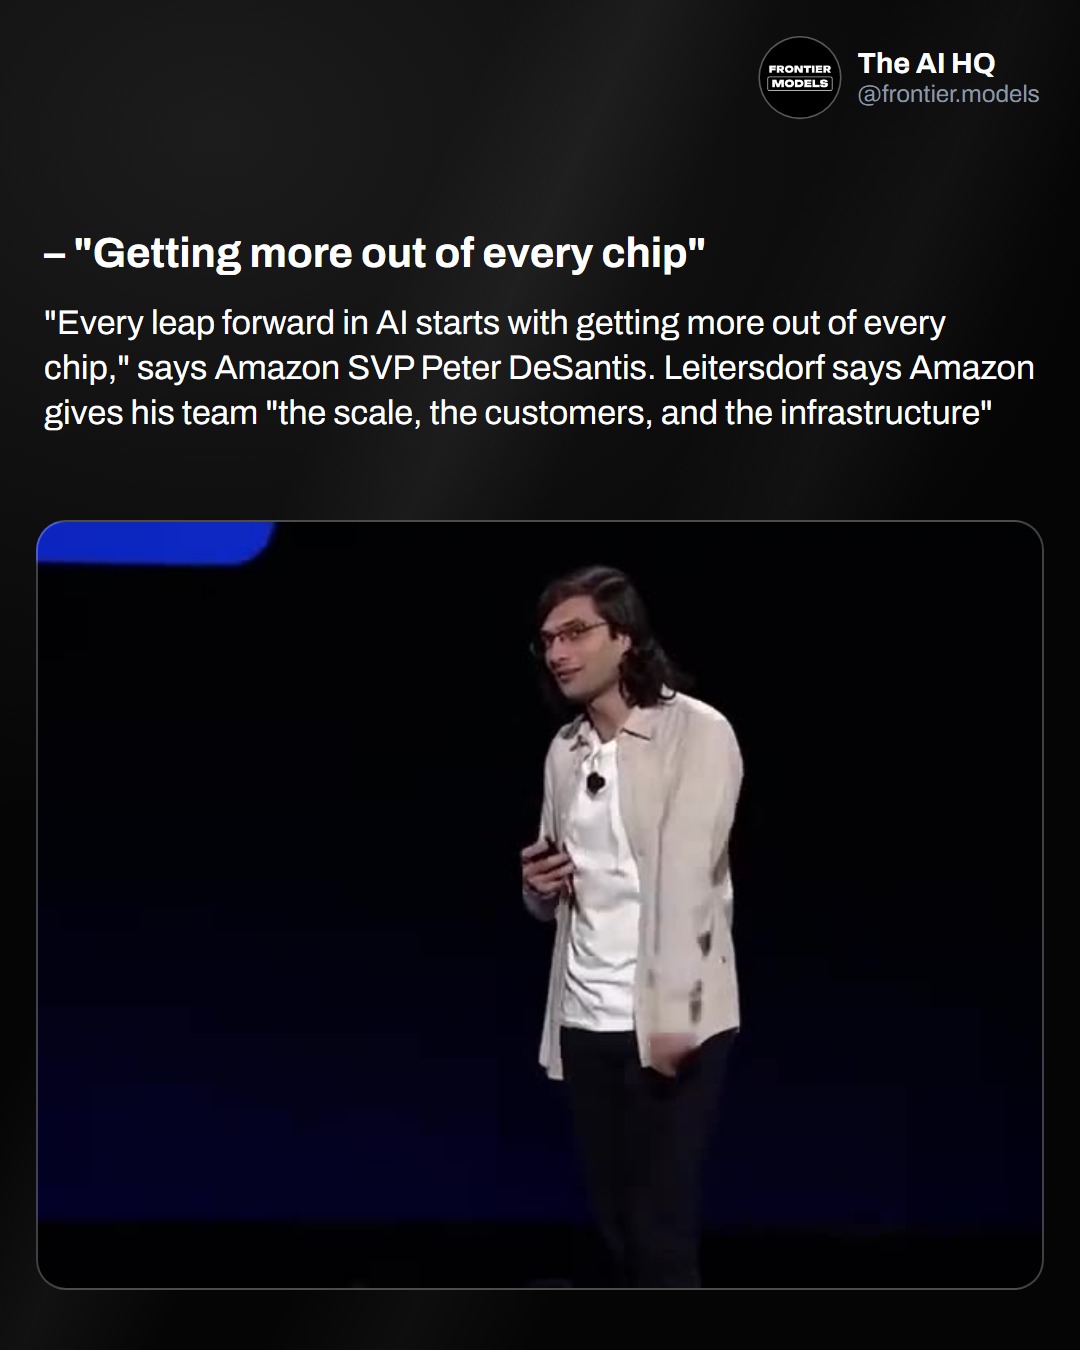 FRONTIER
MODELS
The AI HQ
@frontier.models
– "Getting more out of every chip"
"Every leap forward in AI starts with getting more out of every
chip," says Amazon SVP Peter DeSantis. Leitersdorf says Amazon
gives his team "the scale, the customers, and the infrastructure"